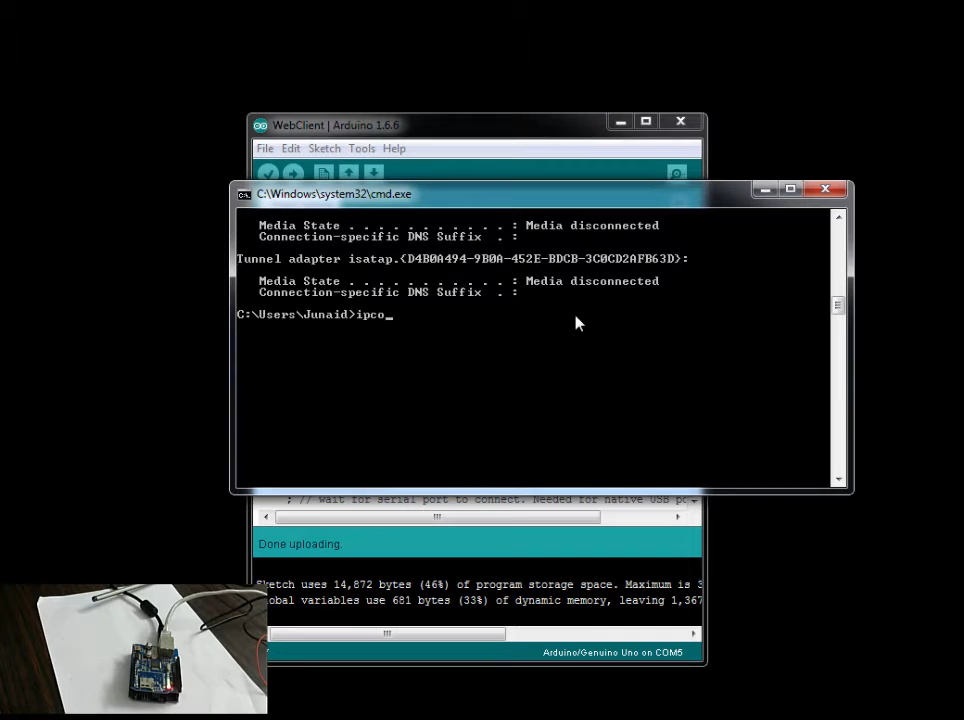 WebClient | Arduino 1.6.6
File Edit Sketch Tools Help
C:\Windows\system32\cmd.exe
Media State . . . . . . . . . . . : Media disconnected
Connection-specific DNS Suffix  . :
Tunnel adapter isatap.{D4B0A494-9B0A-452E-BDCB-3C0CD2AFB63D}:
Media State . . . . . . . . . . . : Media disconnected
Connection-specific DNS Suffix  . :
C:\Users\Junaid>ipco_
; // wait for serial port to connect. Needed for native USB po
Done uploading.
Sketch uses 14,872 bytes (46%) of program storage space. Maximum is 3
lobal variables use 681 bytes (33%) of dynamic memory, leaving 1,367
Arduino/Genuino Uno on COM5